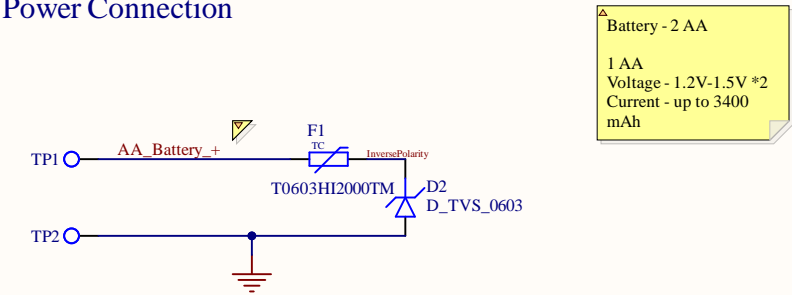 Power Connection
Battery - 2 AA
1 AA
Voltage - 1.2V-1.5V *2
Current - up to 3400
mAh
F1
TC
TP1
AA_Battery_+
InversePolarity
T0603HI2000TM
D2
D_TVS_0603
TP2